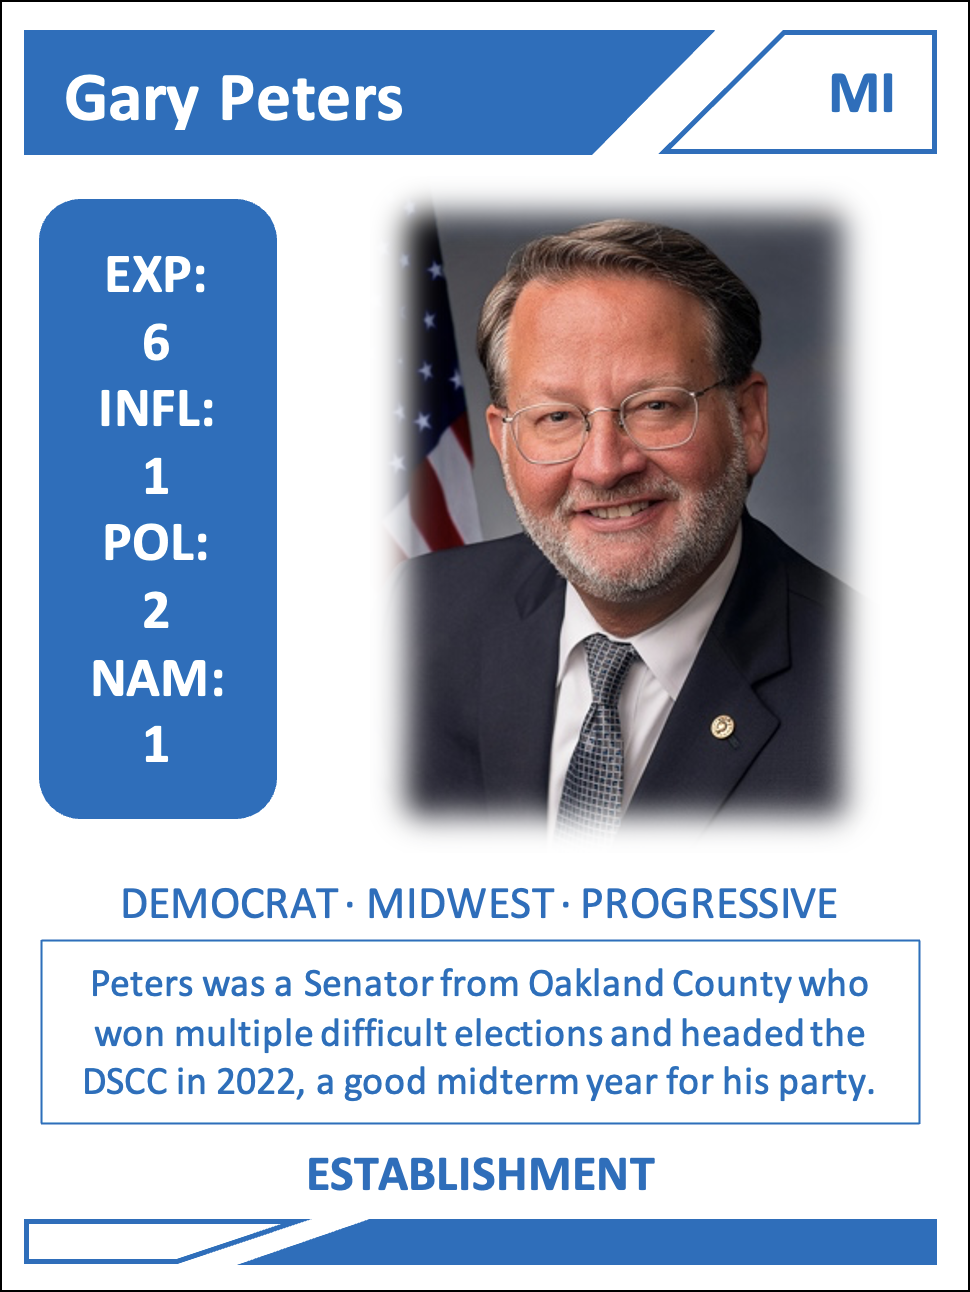 Gary Peters
MI
EXP:
6
INFL:
1
POL:
2
NAM:
1
DEMOCRAT · MIDWEST · PROGRESSIVE
Peters was a Senator from Oakland County who
won multiple difficult elections and headed the
DSCC in 2022, a good midterm year for his party.
ESTABLISHMENT